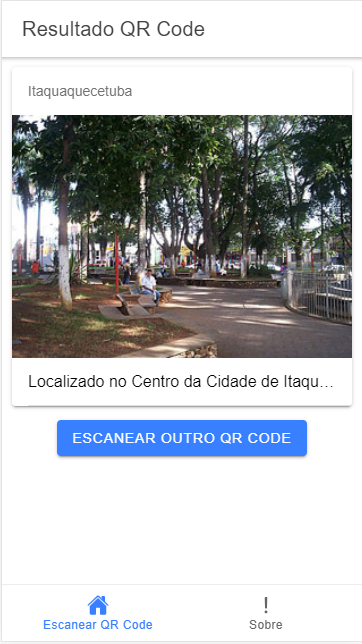 Resultado QR Code
Itaquaquecetuba
Localizado no Centro da Cidade de Itaqu...
ESCANEAR OUTRO QR CODE
Escanear QR Code
Sobre